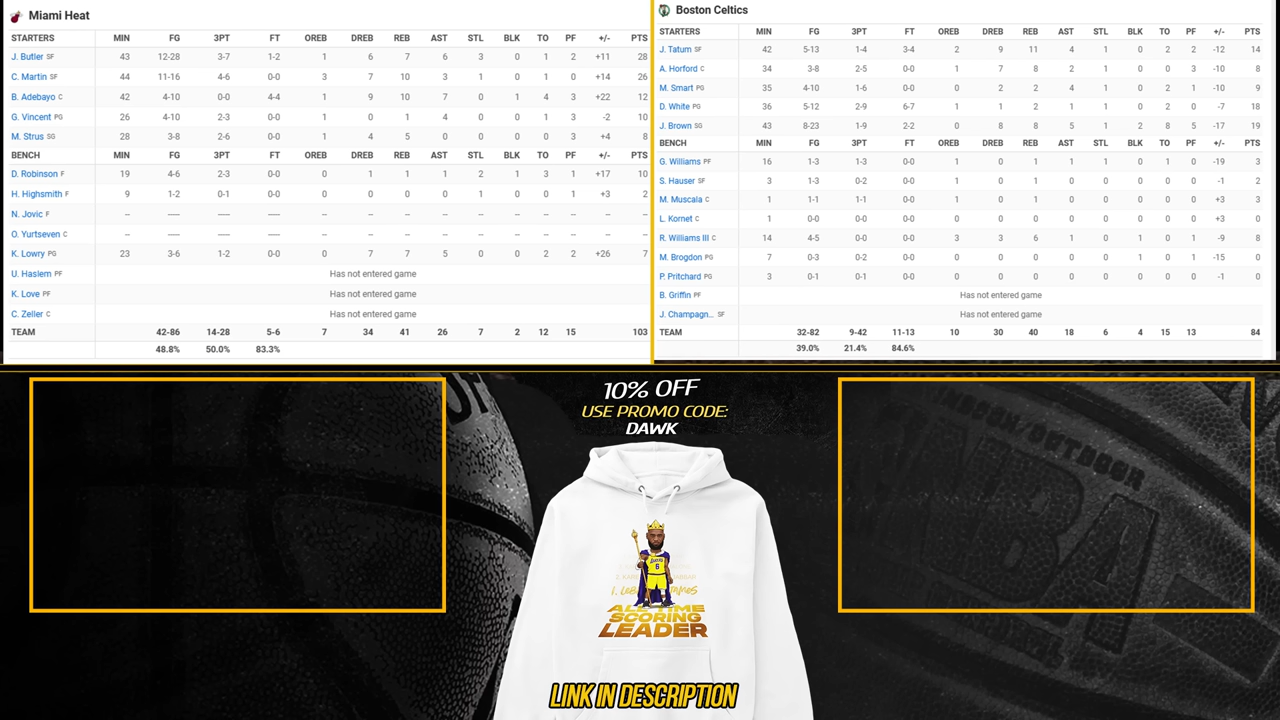 Miami Heat
STARTERS MIN FG 3PT FT OREB DREB REB AST STL BLK TO PF +/- PTS
J. Butler SF 43 12-28 3-7 1-2 1 6 7 6 3 0 1 2 +11 28
C. Martin SF 44 11-16 4-6 0-0 3 7 10 3 1 0 1 0 +14 26
B. Adebayo C 42 4-10 0-0 4-4 1 9 10 7 0 1 4 3 +22 12
G. Vincent PG 26 4-10 2-3 0-0 1 0 1 4 0 0 1 3 -2 10
M. Strus SG 34 3-8 2-6 0-0 1 4 5 0 0 0 0 3 +4 8
BENCH MIN FG 3PT FT OREB DREB REB AST STL BLK TO PF +/- PTS
D. Robinson F 19 4-6 2-3 0-0 0 1 1 1 2 1 3 1 +17 10
H. Highsmith F 9 1-2 0-1 0-0 0 0 0 0 1 0 0 1 +3 2
N. Jovic F -- ----- ----- ----- -- -- -- -- -- -- -- -- -- --
O. Yurtseven C -- ----- ----- ----- -- -- -- -- -- -- -- -- -- --
K. Lowry PG 23 3-6 1-2 0-0 0 7 7 5 0 0 2 2 +26 7
U. Haslem PF Has not entered game
K. Love PF Has not entered game
C. Zeller C Has not entered game
TEAM 42-86 14-28 5-6 7 34 41 26 7 2 12 15 103
48.8% 50.0% 83.3%
Boston Celtics
STARTERS MIN FG 3PT FT OREB DREB REB AST STL BLK TO PF +/- PTS
J. Tatum SF 42 5-13 1-4 3-4 2 9 11 4 1 0 2 2 -12 14
A. Horford C 34 3-8 2-5 0-0 1 7 8 2 1 0 0 3 -10 8
M. Smart PG 35 4-10 1-6 0-0 0 2 2 4 1 0 2 1 -10 9
D. White PG 36 5-12 2-9 6-7 1 1 2 1 1 0 2 0 -7 18
J. Brown SG 43 8-23 1-9 2-2 0 8 8 5 1 2 8 5 -17 19
BENCH MIN FG 3PT FT OREB DREB REB AST STL BLK TO PF +/- PTS
G. Williams PF 16 1-3 1-3 0-0 1 0 1 1 1 0 1 0 -19 3
S. Hauser SF 3 1-3 0-2 0-0 1 0 1 0 0 0 0 0 -1 2
M. Muscala C 1 1-1 1-1 0-0 1 0 1 0 0 0 0 0 +3 3
L. Kornet C 1 0-0 0-0 0-0 0 0 0 0 0 0 0 0 +3 0
R. Williams III C 14 4-5 0-0 0-0 3 3 6 1 0 1 0 1 -9 8
M. Brogdon PG 7 0-3 0-2 0-0 0 0 0 0 0 1 0 1 -15 0
P. Pritchard PG 3 0-1 0-1 0-0 0 0 0 0 0 0 0 0 -1 0
B. Griffin PF Has not entered game
J. Champagn... SF Has not entered game
TEAM 32-82 9-42 11-13 10 30 40 18 6 4 15 13 84
39.0% 21.4% 84.6%
10% OFF
USE PROMO CODE:
DAWK
Lakers
6
ALL TIME
SCORING
LEADER
LINK IN DESCRIPTION